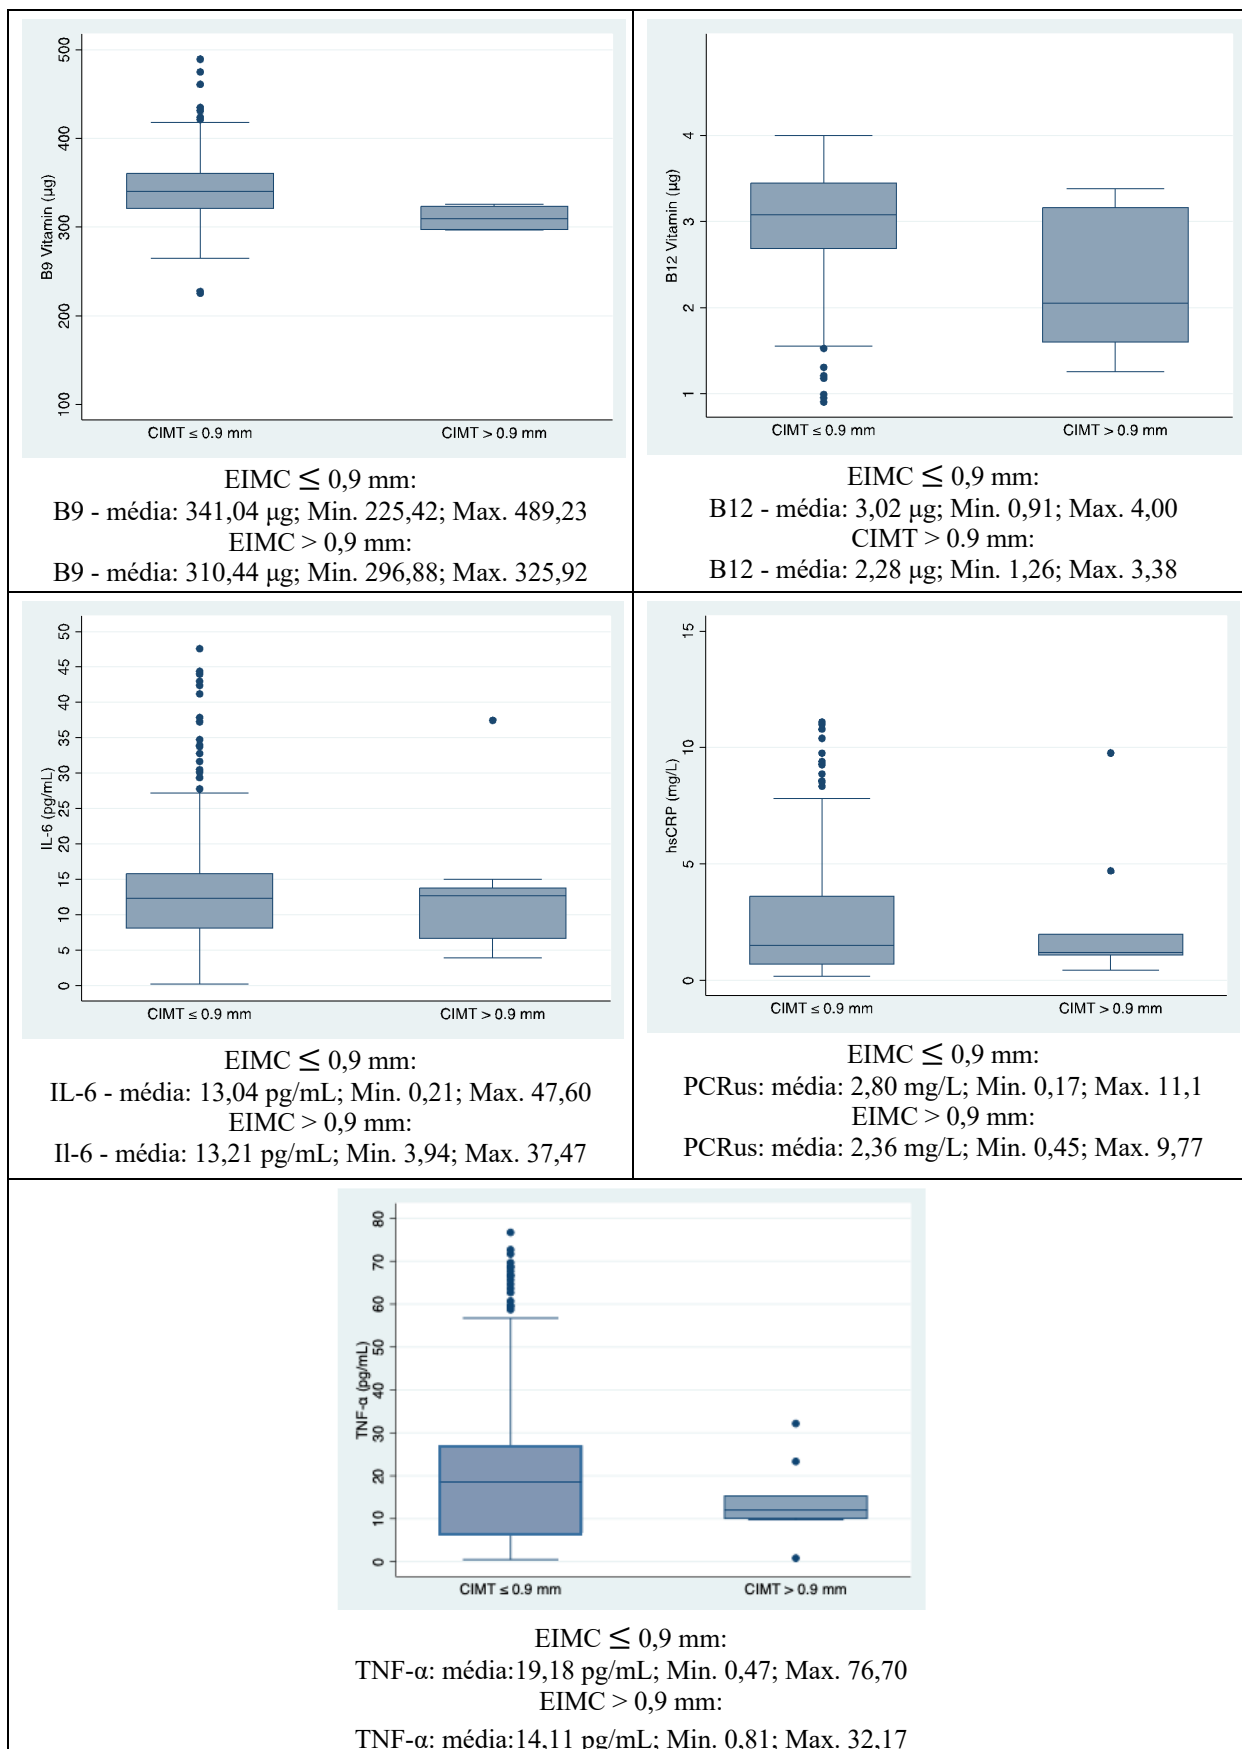 500
400
300
200
100
B9 Vitamin (µg)
CIMT ≤ 0.9 mm
CIMT > 0.9 mm
EIMC ≤ 0,9 mm:
B9 - média: 341,04 µg; Min. 225,42; Max. 489,23
EIMC > 0,9 mm:
B9 - média: 310,44 µg; Min. 296,88; Max. 325,92
4
3
2
1
B12 Vitamin (µg)
CIMT ≤ 0.9 mm
CIMT > 0.9 mm
EIMC ≤ 0,9 mm:
B12 - média: 3,02 µg; Min. 0,91; Max. 4,00
CIMT > 0.9 mm:
B12 - média: 2,28 µg; Min. 1,26; Max. 3,38
50
45
40
35
30
25
20
15
10
5
0
IL-6 (pg/mL)
CIMT ≤ 0.9 mm
CIMT > 0.9 mm
EIMC ≤ 0,9 mm:
IL-6 - média: 13,04 pg/mL; Min. 0,21; Max. 47,60
EIMC > 0,9 mm:
Il-6 - média: 13,21 pg/mL; Min. 3,94; Max. 37,47
15
10
5
0
hsCRP (mg/L)
CIMT ≤ 0.9 mm
CIMT > 0.9 mm
EIMC ≤ 0,9 mm:
PCRus: média: 2,80 mg/L; Min. 0,17; Max. 11,1
EIMC > 0,9 mm:
PCRus: média: 2,36 mg/L; Min. 0,45; Max. 9,77
80
70
60
50
40
30
20
10
0
TNF-α (pg/mL)
CIMT ≤ 0.9 mm
CIMT > 0.9 mm
EIMC ≤ 0,9 mm:
TNF-α: média:19,18 pg/mL; Min. 0,47; Max. 76,70
EIMC > 0,9 mm:
TNF-α: média:14,11 pg/mL; Min. 0,81; Max. 32,17